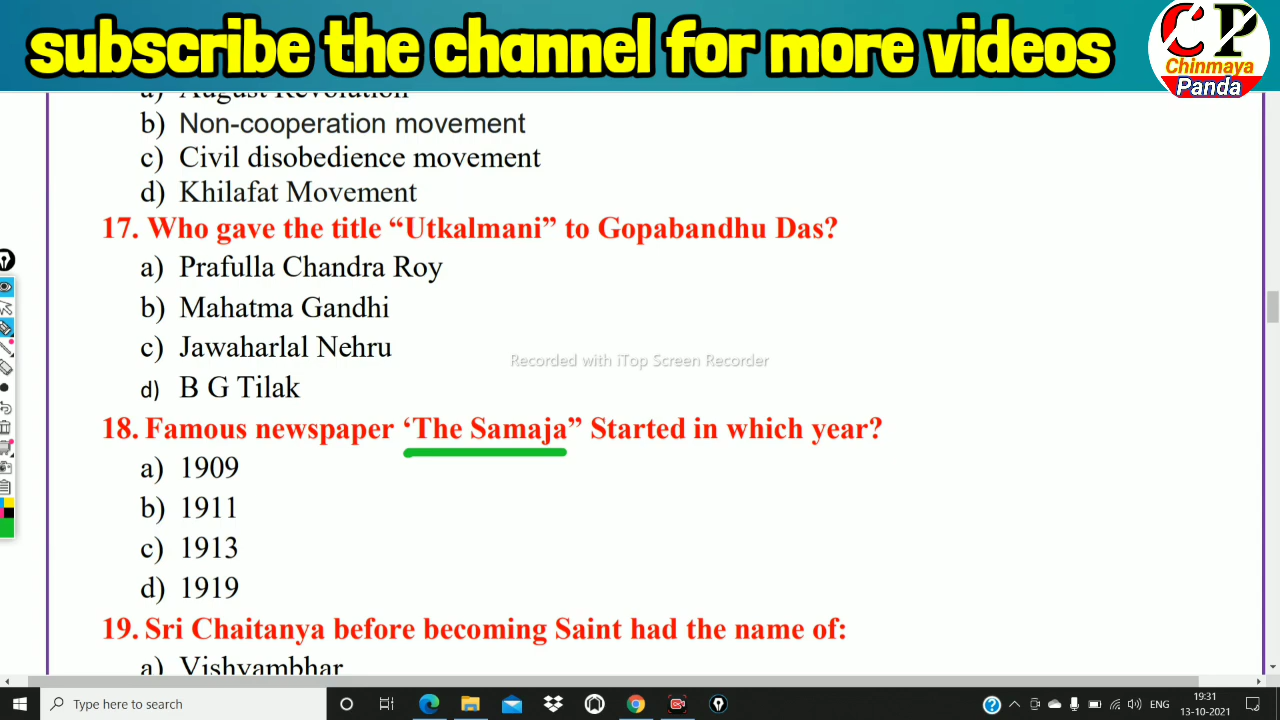 subscribe the channel for more videos
CP
Chinmaya
Panda
a) August Revolution
b) Non-cooperation movement
c) Civil disobedience movement
d) Khilafat Movement
17. Who gave the title “Utkalmani” to Gopabandhu Das?
a) Prafulla Chandra Roy
b) Mahatma Gandhi
c) Jawaharlal Nehru
Recorded with iTop Screen Recorder
d) B G Tilak
18. Famous newspaper ‘The Samaja” Started in which year?
a) 1909
b) 1911
c) 1913
d) 1919
19. Sri Chaitanya before becoming Saint had the name of:
a) Vishvambhar
Type here to search
ENG
19:31
13-10-2021